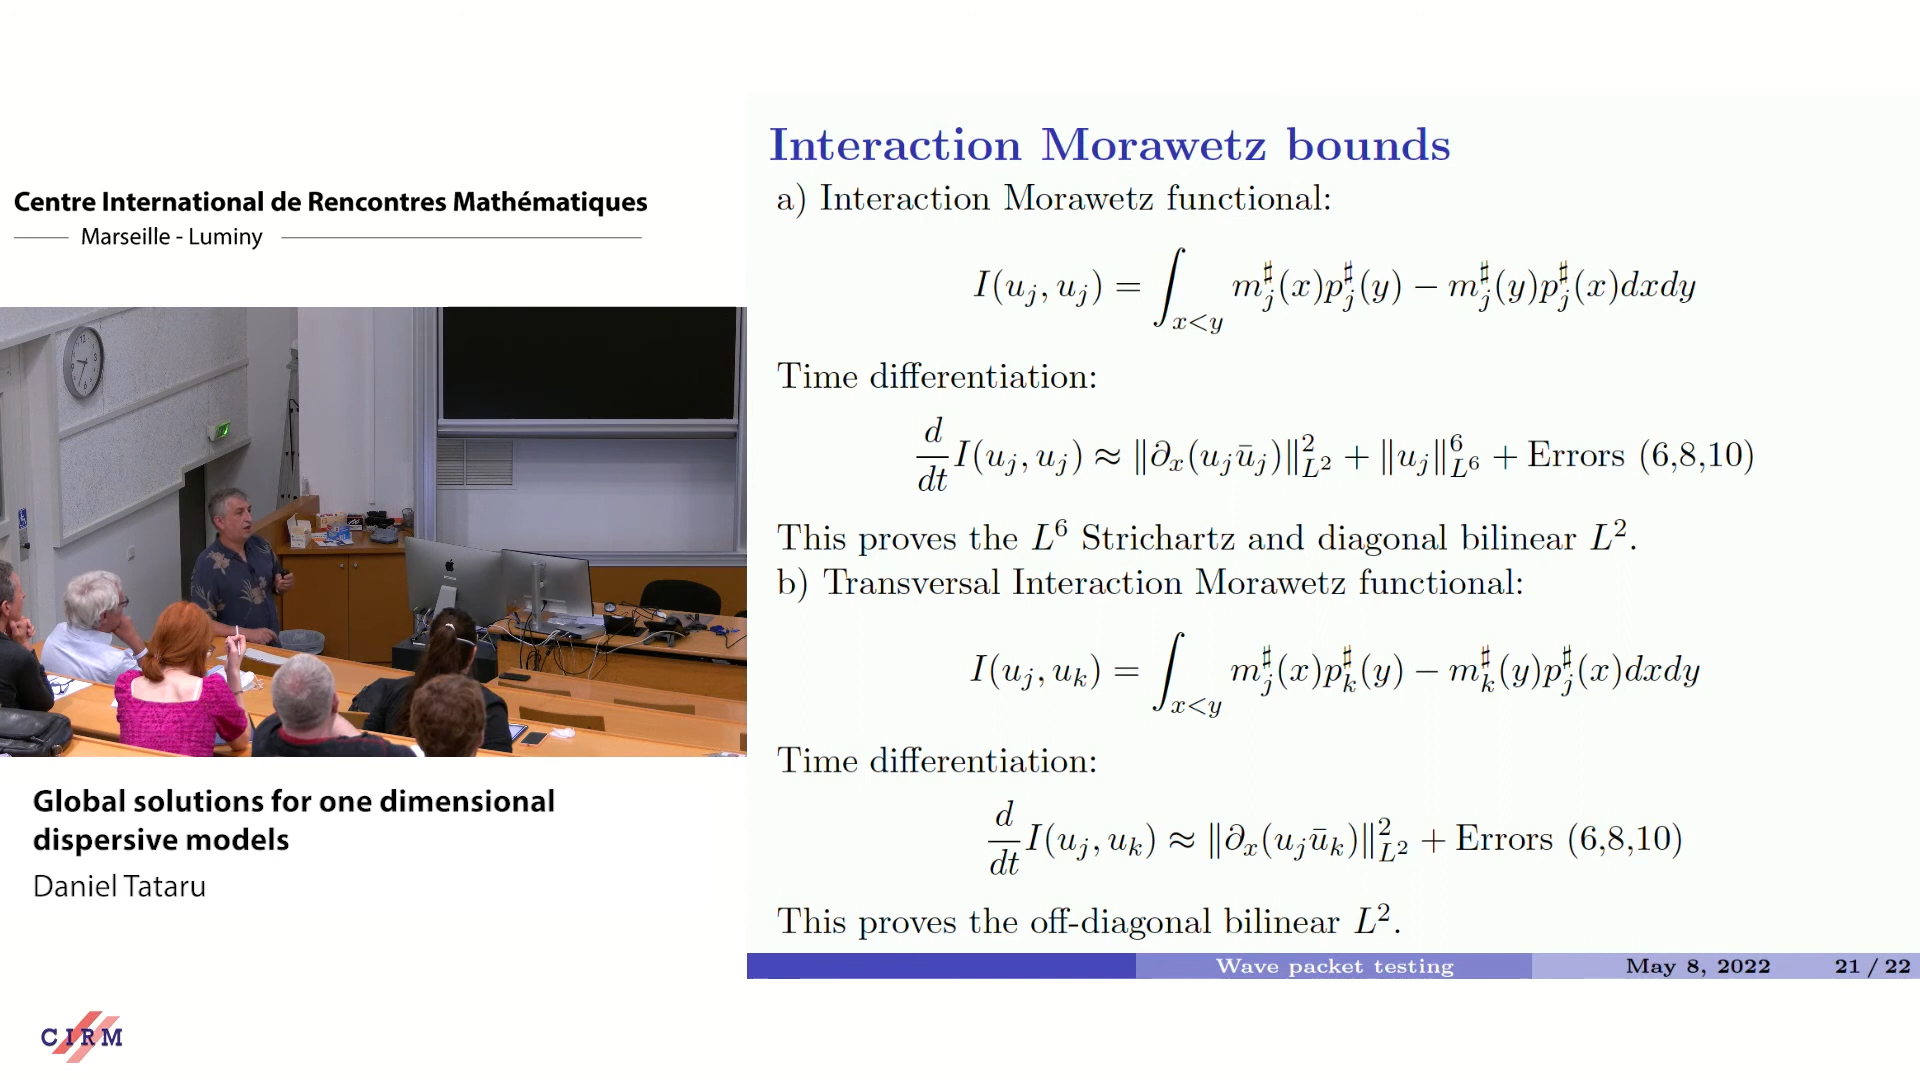 Centre International de Rencontres Mathématiques
Marseille - Luminy
Global solutions for one dimensional
dispersive models
Daniel Tataru
CIRM
Interaction Morawetz bounds
a) Interaction Morawetz functional:
I(u_j, u_j) = ∫_{x<y} m_j^♯(x)p_j^♯(y) − m_j^♯(y)p_j^♯(x)dxdy
Time differentiation:
d/dt I(u_j, u_j) ≈ ‖∂_x(u_j ū_j)‖²_{L²} + ‖u_j‖⁶_{L⁶} + Errors (6,8,10)
This proves the L⁶ Strichartz and diagonal bilinear L².
b) Transversal Interaction Morawetz functional:
I(u_j, u_k) = ∫_{x<y} m_j^♯(x)p_k^♯(y) − m_k^♯(y)p_j^♯(x)dxdy
Time differentiation:
d/dt I(u_j, u_k) ≈ ‖∂_x(u_j ū_k)‖²_{L²} + Errors (6,8,10)
This proves the off-diagonal bilinear L².
Wave packet testing May 8, 2022 21 / 22